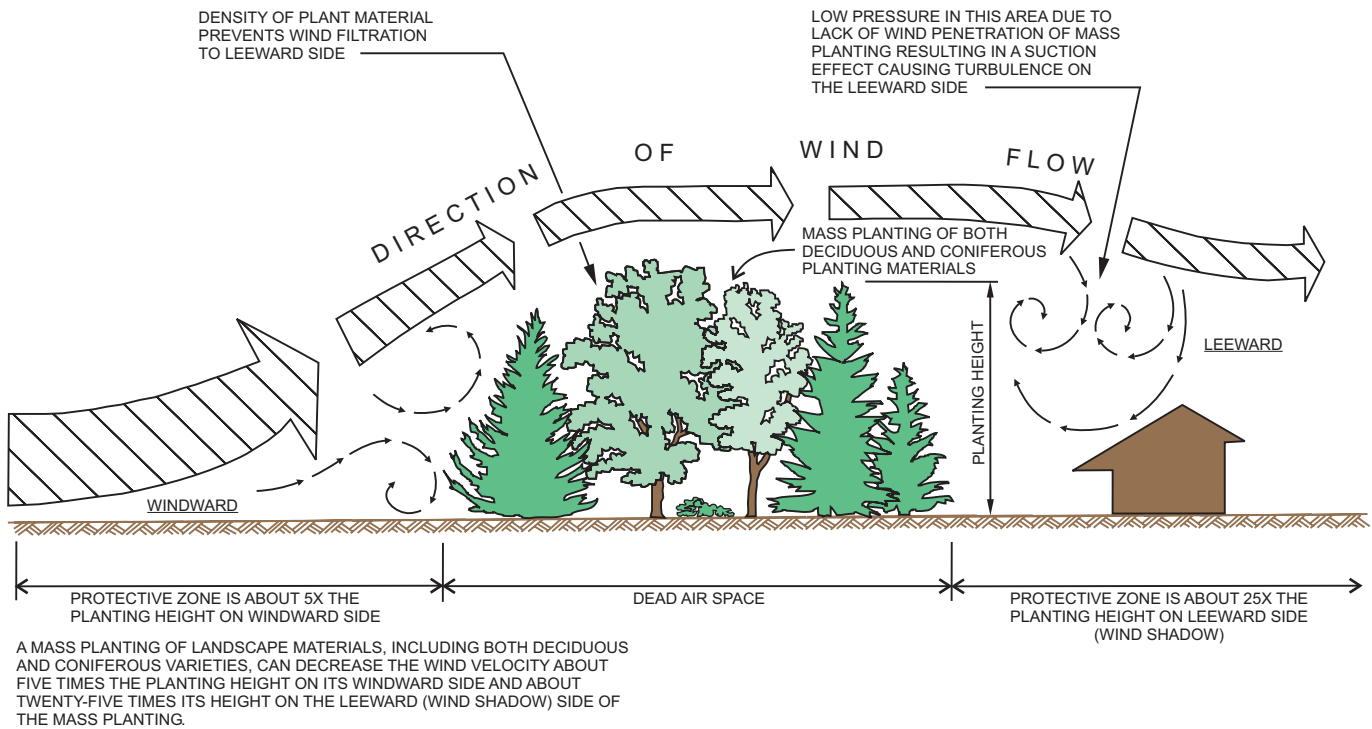 DENSITY OF PLANT MATERIAL
PREVENTS WIND FILTRATION
TO LEEWARD SIDE
LOW PRESSURE IN THIS AREA DUE TO
LACK OF WIND PENETRATION OF MASS
PLANTING RESULTING IN A SUCTION
EFFECT CAUSING TURBULENCE ON
THE LEEWARD SIDE
DIRECTION OF WIND FLOW
MASS PLANTING OF BOTH
DECIDUOUS AND CONIFEROUS
PLANTING MATERIALS
PLANTING HEIGHT
LEEWARD
WINDWARD
PROTECTIVE ZONE IS ABOUT 5X THE
PLANTING HEIGHT ON WINDWARD SIDE
DEAD AIR SPACE
PROTECTIVE ZONE IS ABOUT 25X THE
PLANTING HEIGHT ON LEEWARD SIDE
(WIND SHADOW)
A MASS PLANTING OF LANDSCAPE MATERIALS, INCLUDING BOTH DECIDUOUS
AND CONIFEROUS VARIETIES, CAN DECREASE THE WIND VELOCITY ABOUT
FIVE TIMES THE PLANTING HEIGHT ON ITS WINDWARD SIDE AND ABOUT
TWENTY-FIVE TIMES ITS HEIGHT ON THE LEEWARD (WIND SHADOW) SIDE OF
THE MASS PLANTING.